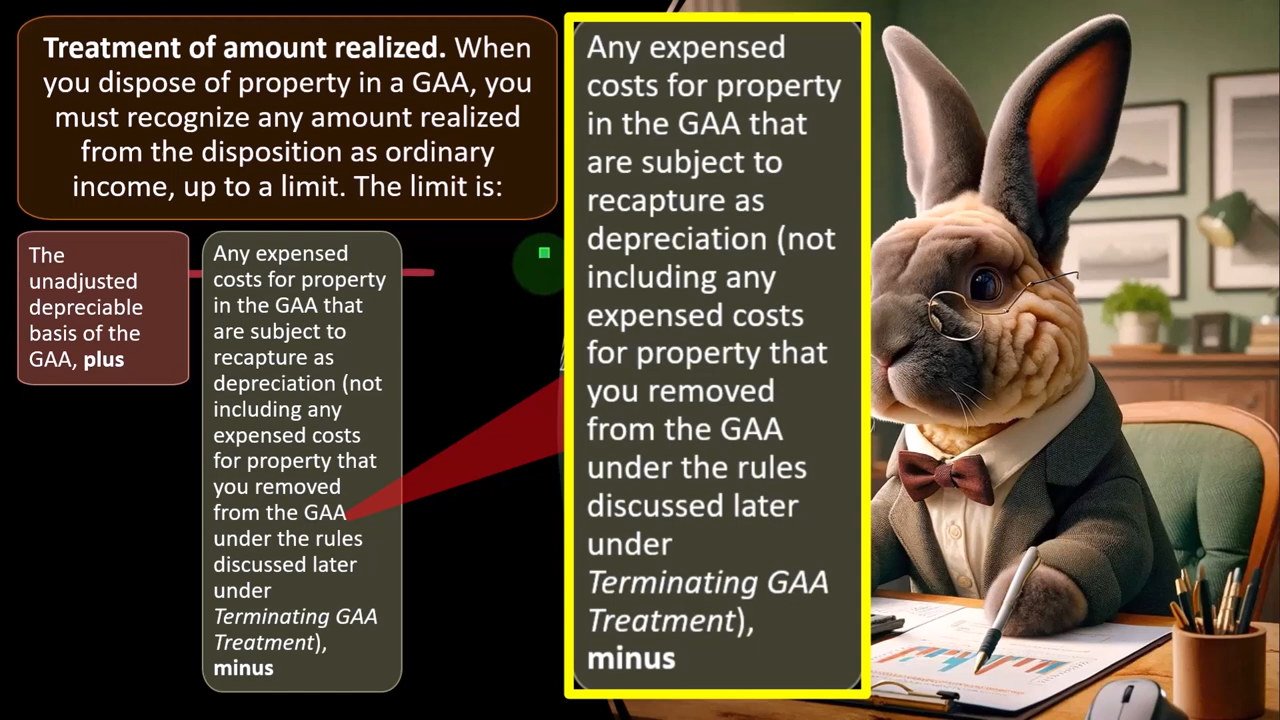 Treatment of amount realized. When
you dispose of property in a GAA, you
must recognize any amount realized
from the disposition as ordinary
income, up to a limit. The limit is:
The
unadjusted
depreciable
basis of the
GAA, plus
Any expensed
costs for property
in the GAA that
are subject to
recapture as
depreciation (not
including any
expensed costs
for property that
you removed
from the GAA
under the rules
discussed later
under
Terminating GAA
Treatment),
minus
Any expensed
costs for property
in the GAA that
are subject to
recapture as
depreciation (not
including any
expensed costs
for property that
you removed
from the GAA
under the rules
discussed later
under
Terminating GAA
Treatment),
minus